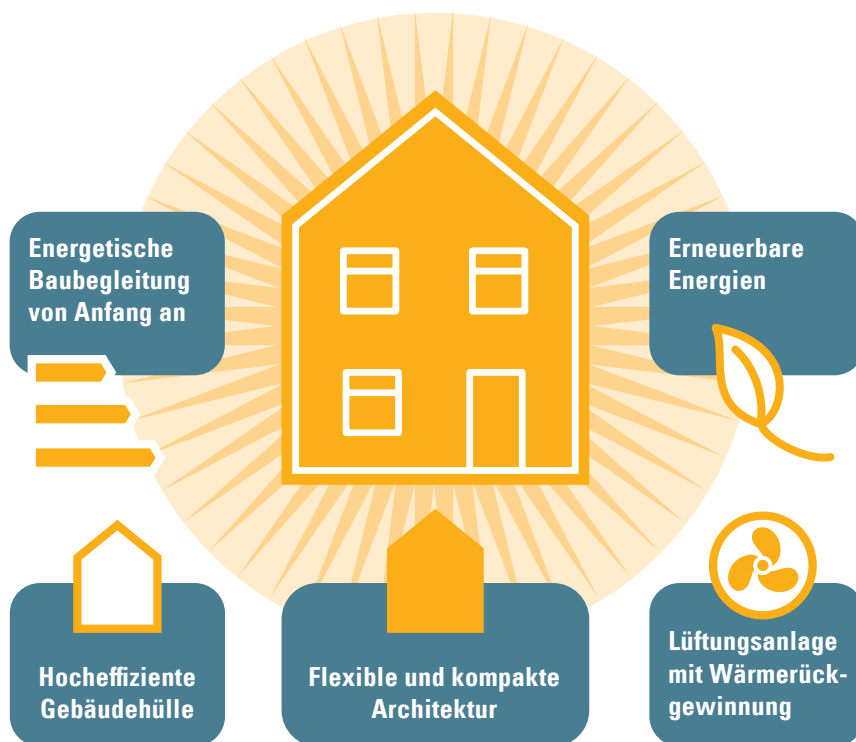 Energetische
Baubegleitung
von Anfang an
Erneuerbare
Energien
Hocheffiziente
Gebäudehülle
Flexible und kompakte
Architektur
Lüftungsanlage
mit Wärmerück-
gewinnung